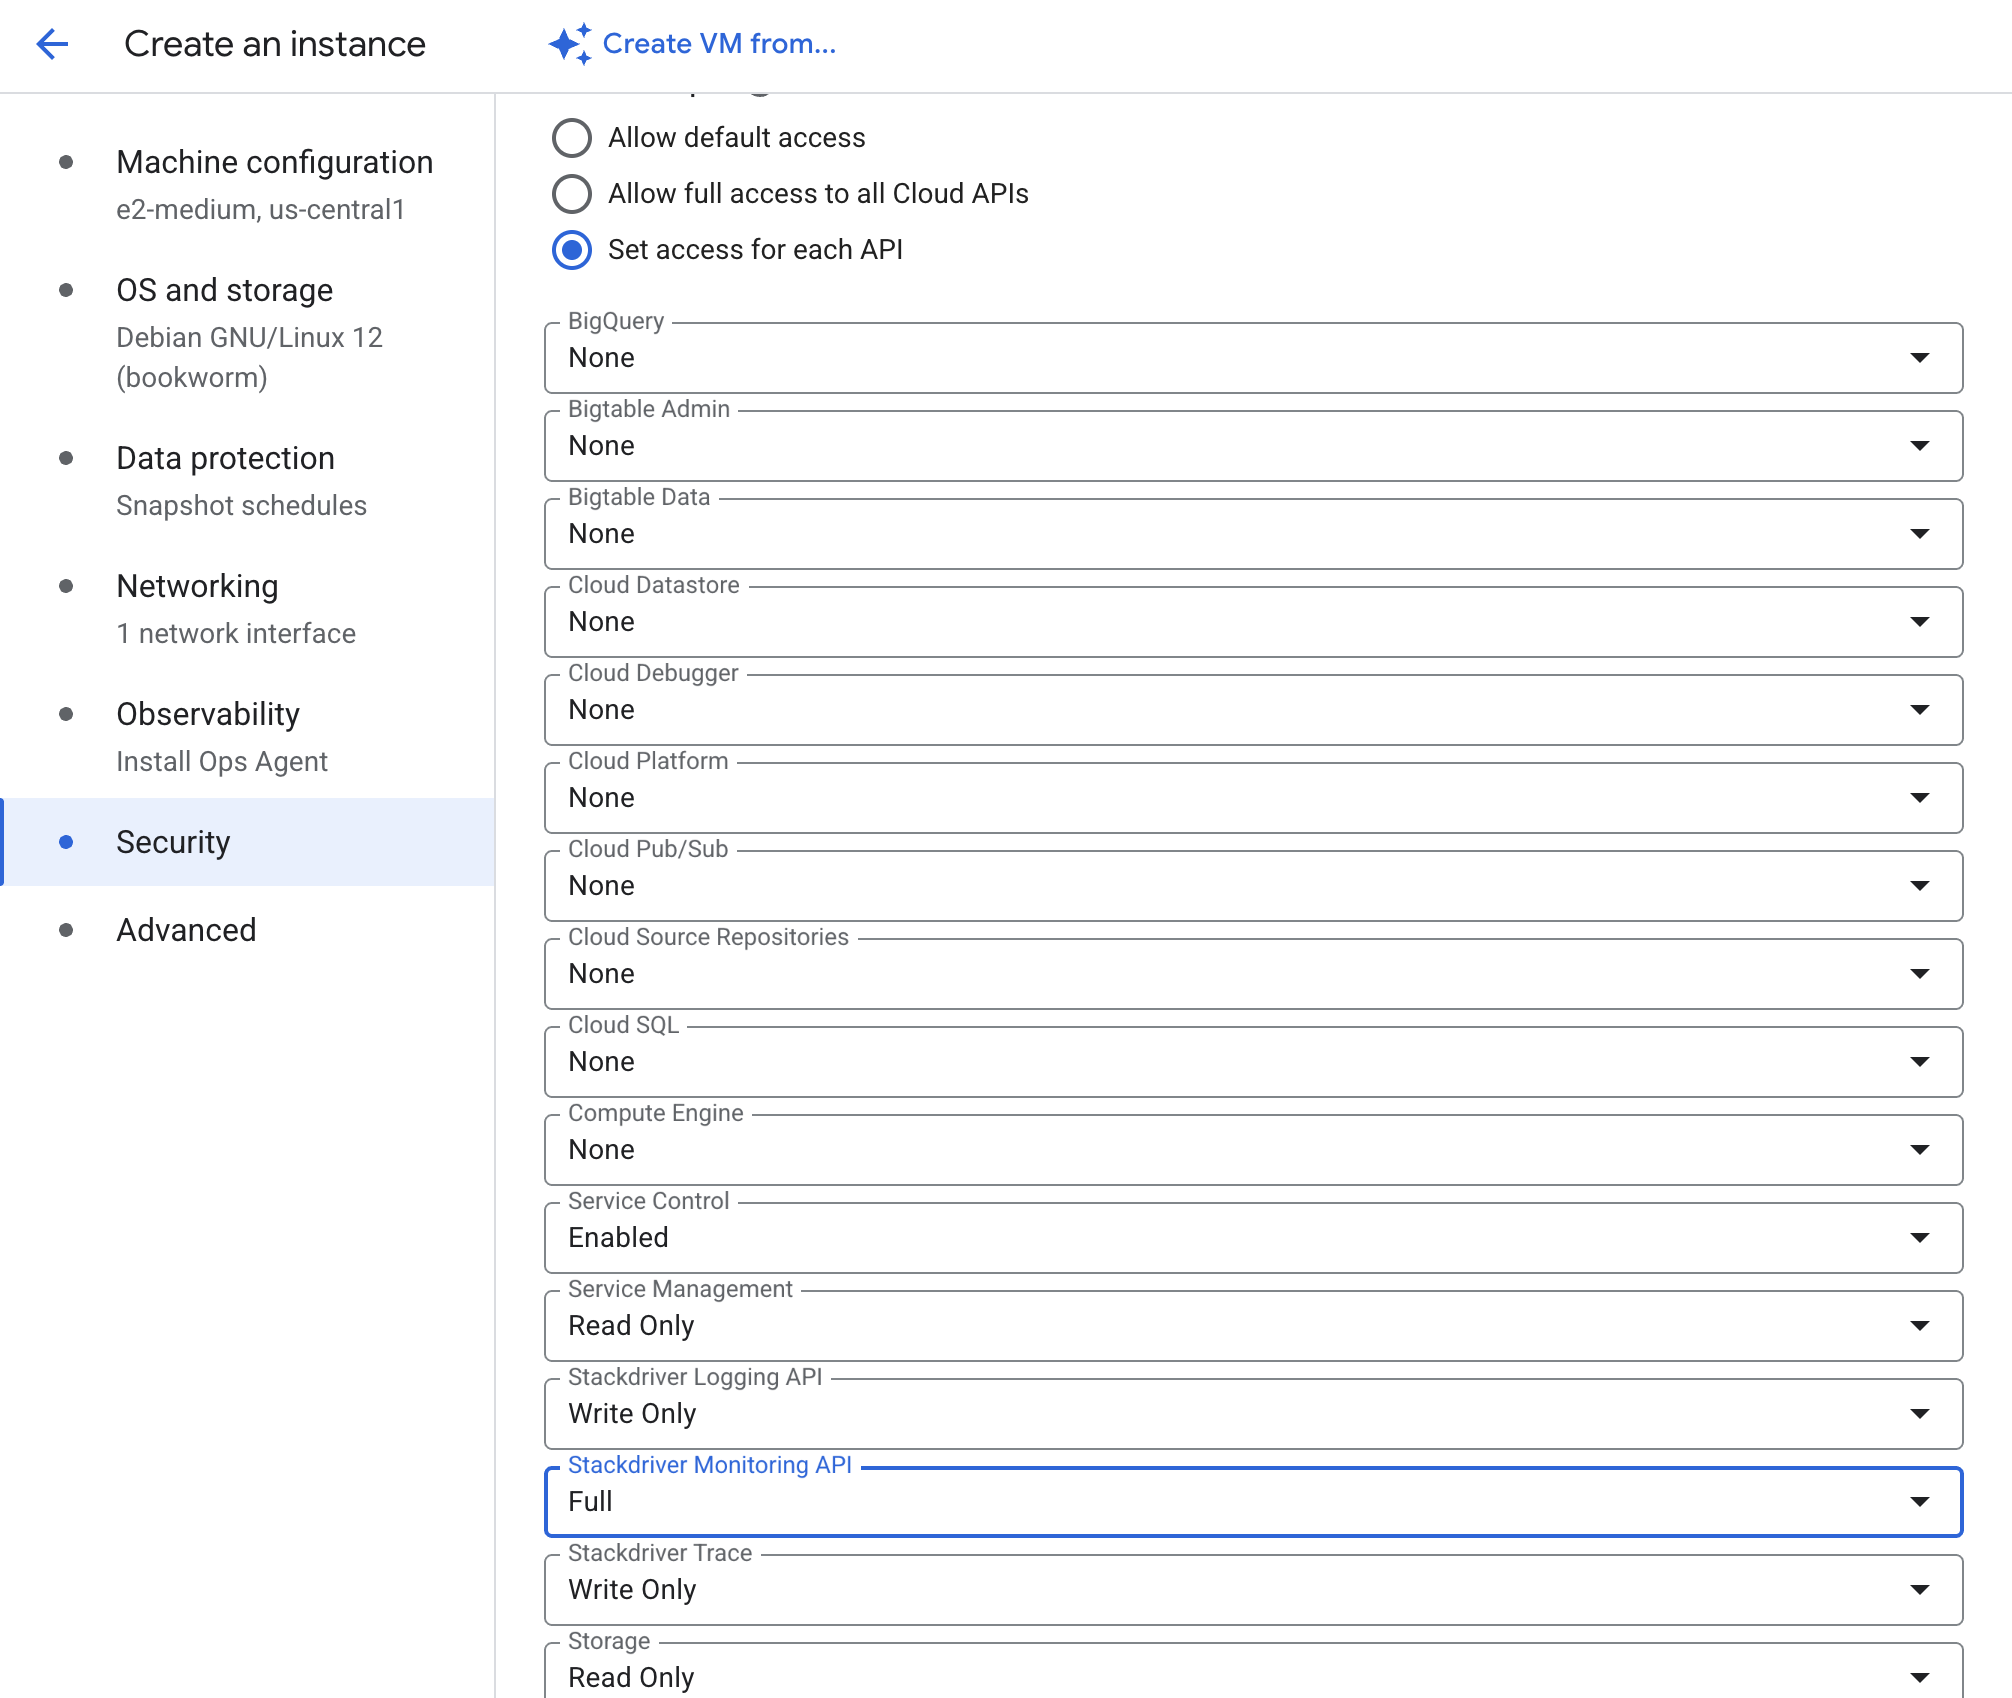 Create an instance
Create VM from...
Machine configuration
e2-medium, us-central1
OS and storage
Debian GNU/Linux 12
(bookworm)
Data protection
Snapshot schedules
Networking
1 network interface
Observability
Install Ops Agent
Security
Advanced
Allow default access
Allow full access to all Cloud APIs
Set access for each API
BigQuery
None
Bigtable Admin
None
Bigtable Data
None
Cloud Datastore
None
Cloud Debugger
None
Cloud Platform
None
Cloud Pub/Sub
None
Cloud Source Repositories
None
Cloud SQL
None
Compute Engine
None
Service Control
Enabled
Service Management
Read Only
Stackdriver Logging API
Write Only
Stackdriver Monitoring API
Full
Stackdriver Trace
Write Only
Storage
Read Only